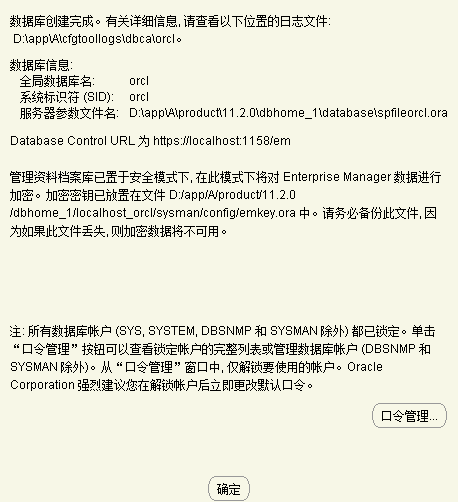 数据库创建完成。有关详细信息, 请查看以下位置的日志文件:
D:\app\A\cfgtoollogs\dbca\orcl。
数据库信息:
全局数据库名: orcl
系统标识符 (SID): orcl
服务器参数文件名: D:\app\A\product\11.2.0\dbhome_1\database\spfileorcl.ora
Database Control URL 为 https://localhost:1158/em
管理资料档案库已置于安全模式下, 在此模式下将对 Enterprise Manager 数据进行
加密。加密密钥已放置在文件 D:/app/A/product/11.2.0
/dbhome_1/localhost_orcl/sysman/config/emkey.ora 中。请务必备份此文件, 因
为如果此文件丢失, 则加密数据将不可用。
注: 所有数据库帐户 (SYS, SYSTEM, DBSNMP 和 SYSMAN 除外) 都已锁定。单击
“口令管理”按钮可以查看锁定帐户的完整列表或管理数据库帐户 (DBSNMP 和
SYSMAN 除外)。从“口令管理”窗口中, 仅解锁要使用的帐户。Oracle
Corporation 强烈建议您在解锁帐户后立即更改默认口令。
口令管理...
确定